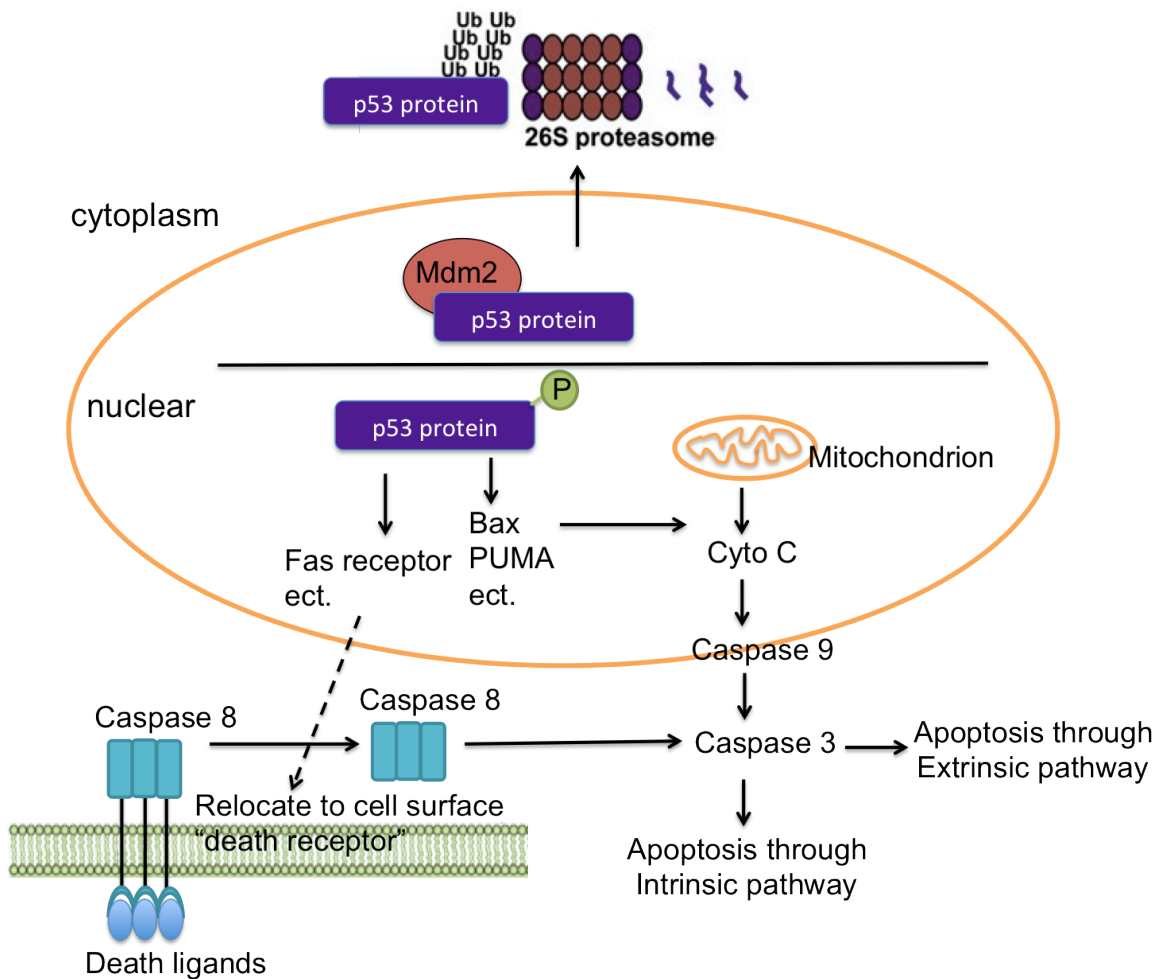 Ub Ub
Ub Ub
Ub Ub
Ub Ub
p53 protein
26S proteasome
cytoplasm
Mdm2
p53 protein
nuclear
P
p53 protein
Mitochondrion
Bax
PUMA
ect.
Fas receptor
ect.
Cyto C
Caspase 9
Caspase 8
Caspase 8
Caspase 3
Apoptosis through
Extrinsic pathway
Relocate to cell surface
“death receptor”
Apoptosis through
Intrinsic pathway
Death ligands